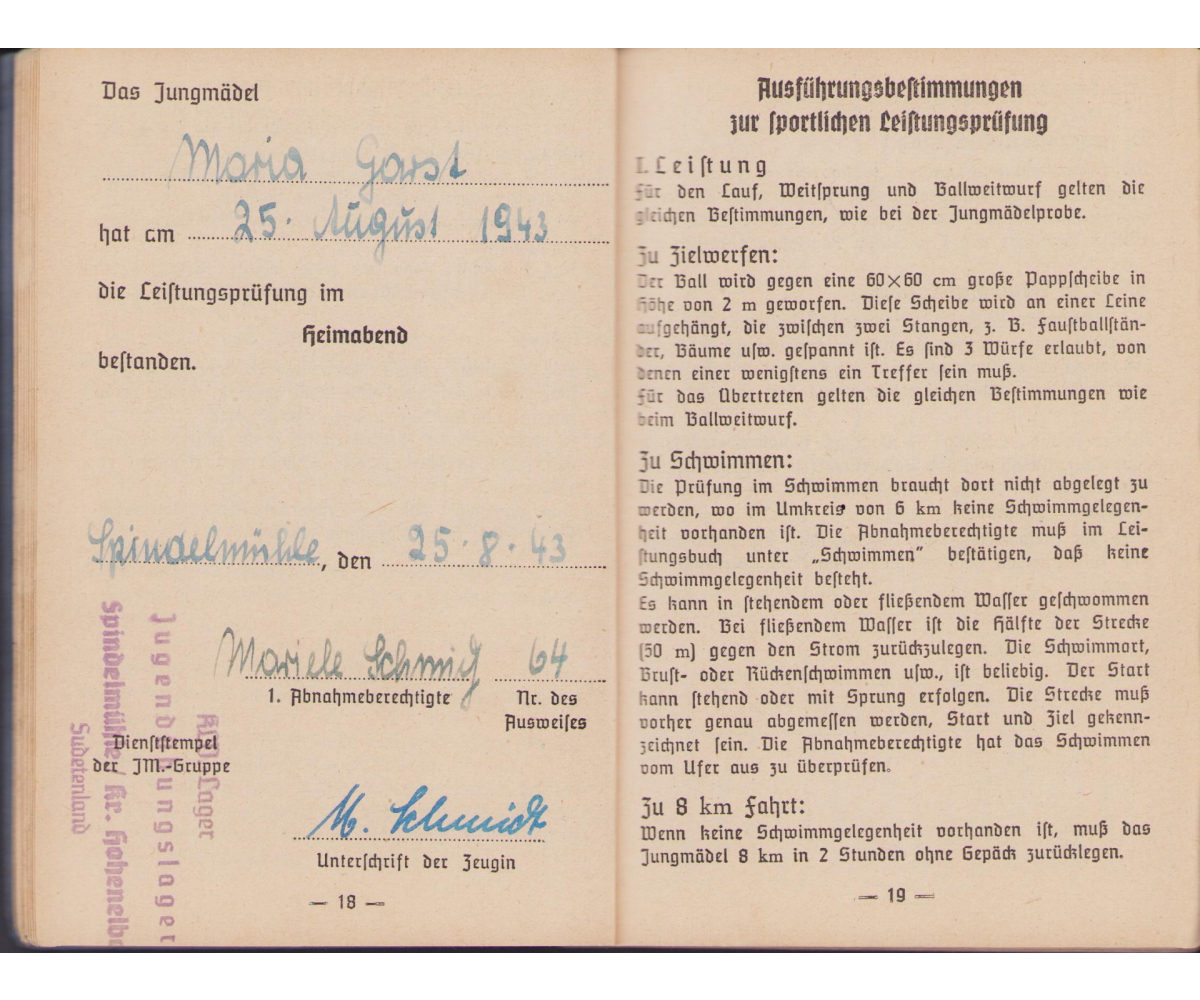 Das Jungmädel
Maria Garst
hat am 25. August 1943
die Leistungsprüfung im
Heimabend
bestanden.
Spindelmühle, den 25.8.43
Mariele Schmidt 64
1. Abnahmeberechtigte Nr. des
Ausweises
Dienststempel
der JM.-Gruppe
KLV-Lager
Jugenderholungslager
Spindelmühle / Kr. Hohenelbe
Sudetenland
M. Schmidt
Unterschrift der Zeugin
— 18 —
Ausführungsbestimmungen
zur sportlichen Leistungsprüfung
I. Leistung
Für den Lauf, Weitsprung und Ballweitwurf gelten die
gleichen Bestimmungen, wie bei der Jungmädelprobe.
Zu Zielwerfen:
Der Ball wird gegen eine 60×60 cm große Pappscheibe in
Höhe von 2 m geworfen. Diese Scheibe wird an einer Leine
aufgehängt, die zwischen zwei Stangen, z. B. Faustballstän-
der, Bäume usw. gespannt ist. Es sind 3 Würfe erlaubt, von
denen einer wenigstens ein Treffer sein muß.
Für das Übertreten gelten die gleichen Bestimmungen wie
beim Ballweitwurf.
Zu Schwimmen:
Die Prüfung im Schwimmen braucht dort nicht abgelegt zu
werden, wo im Umkreis von 6 km keine Schwimmgelegen-
heit vorhanden ist. Die Abnahmeberechtigte muß im Lei-
stungsbuch unter „Schwimmen" bestätigen, daß keine
Schwimmgelegenheit besteht.
Es kann in stehendem oder fließendem Wasser geschwommen
werden. Bei fließendem Wasser ist die Hälfte der Strecke
(50 m) gegen den Strom zurückzulegen. Die Schwimmart,
Brust- oder Rückenschwimmen usw., ist beliebig. Der Start
kann stehend oder mit Sprung erfolgen. Die Strecke muß
vorher genau abgemessen werden, Start und Ziel gekenn-
zeichnet sein. Die Abnahmeberechtigte hat das Schwimmen
vom Ufer aus zu überprüfen.
Zu 8 km Fahrt:
Wenn keine Schwimmgelegenheit vorhanden ist, muß das
Jungmädel 8 km in 2 Stunden ohne Gepäck zurücklegen.
— 19 —